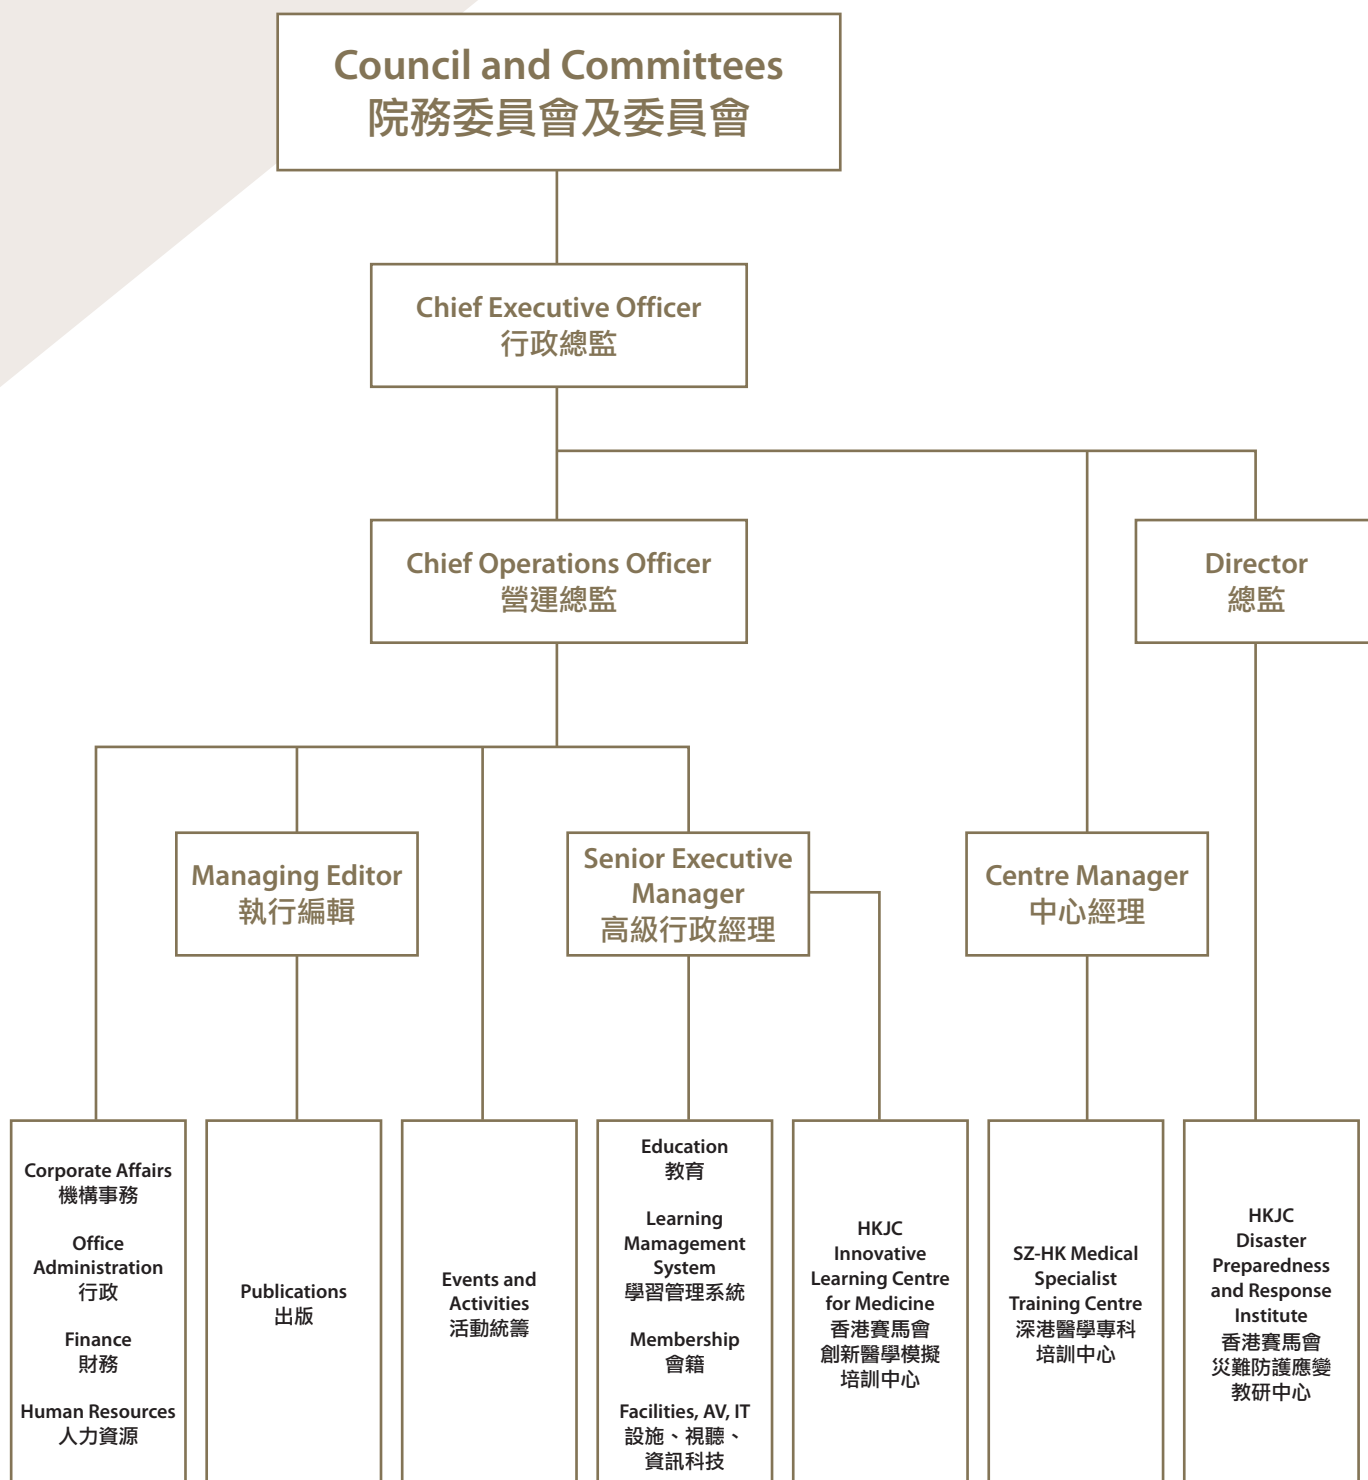 Council and Committees
院務委員會及委員會
Chief Executive Officer
行政總監
Chief Operations Officer
營運總監
Director
總監
Managing Editor
執行編輯
Senior Executive
Manager
高級行政經理
Centre Manager
中心經理
Corporate Affairs
機構事務
Office
Administration
行政
Finance
財務
Human Resources
人力資源
Publications
出版
Events and
Activities
活動統籌
Education
教育
Learning
Mamagement
System
學習管理系統
Membership
會籍
Facilities, AV, IT
設施、視聽、
資訊科技
HKJC
Innovative
Learning Centre
for Medicine
香港賽馬會
創新醫學模擬
培訓中心
SZ-HK Medical
Specialist
Training Centre
深港醫學專科
培訓中心
HKJC
Disaster
Preparedness
and Response
Institute
香港賽馬會
災難防護應變
教研中心